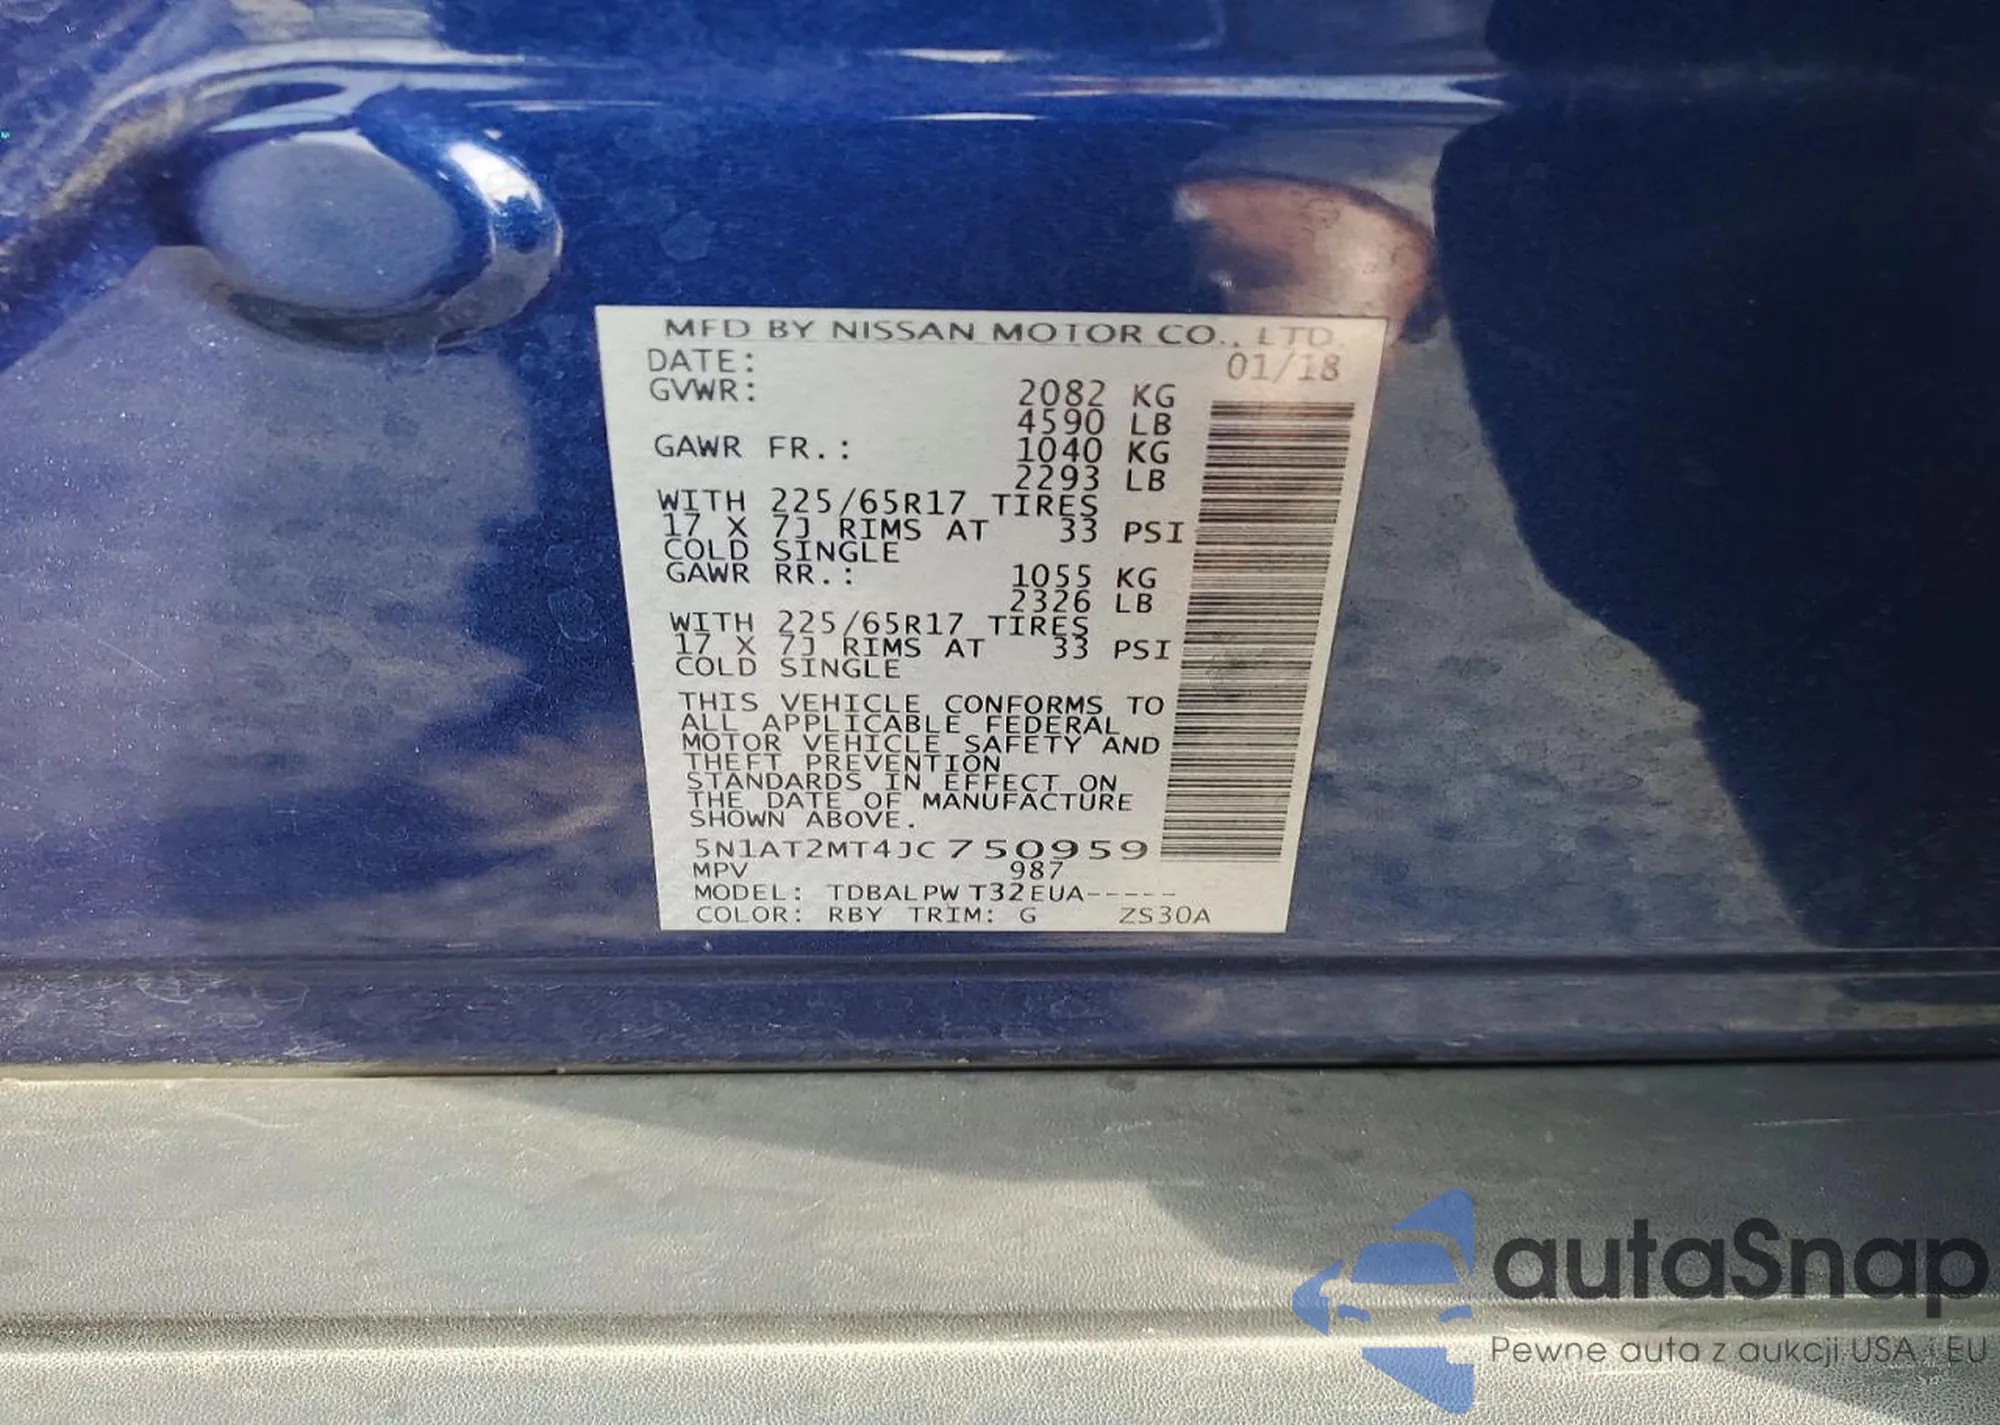 MFD BY NISSAN MOTOR CO., LTD.
DATE: 01/18
GVWR: 2082 KG
4590 LB
GAWR FR.: 1040 KG
2293 LB
WITH 225/65R17 TIRES
17 X 7J RIMS AT 33 PSI
COLD SINGLE
GAWR RR.: 1055 KG
2326 LB
WITH 225/65R17 TIRES
17 X 7J RIMS AT 33 PSI
COLD SINGLE
THIS VEHICLE CONFORMS TO
ALL APPLICABLE FEDERAL
MOTOR VEHICLE SAFETY AND
THEFT PREVENTION
STANDARDS IN EFFECT ON
THE DATE OF MANUFACTURE
SHOWN ABOVE.
5N1AT2MT4JC750959
MPV 987
MODEL: TDBALPW T32EUA-----
COLOR: RBY TRIM: G ZS30A
autaSnap
Pewne auta z aukcji USA i EU